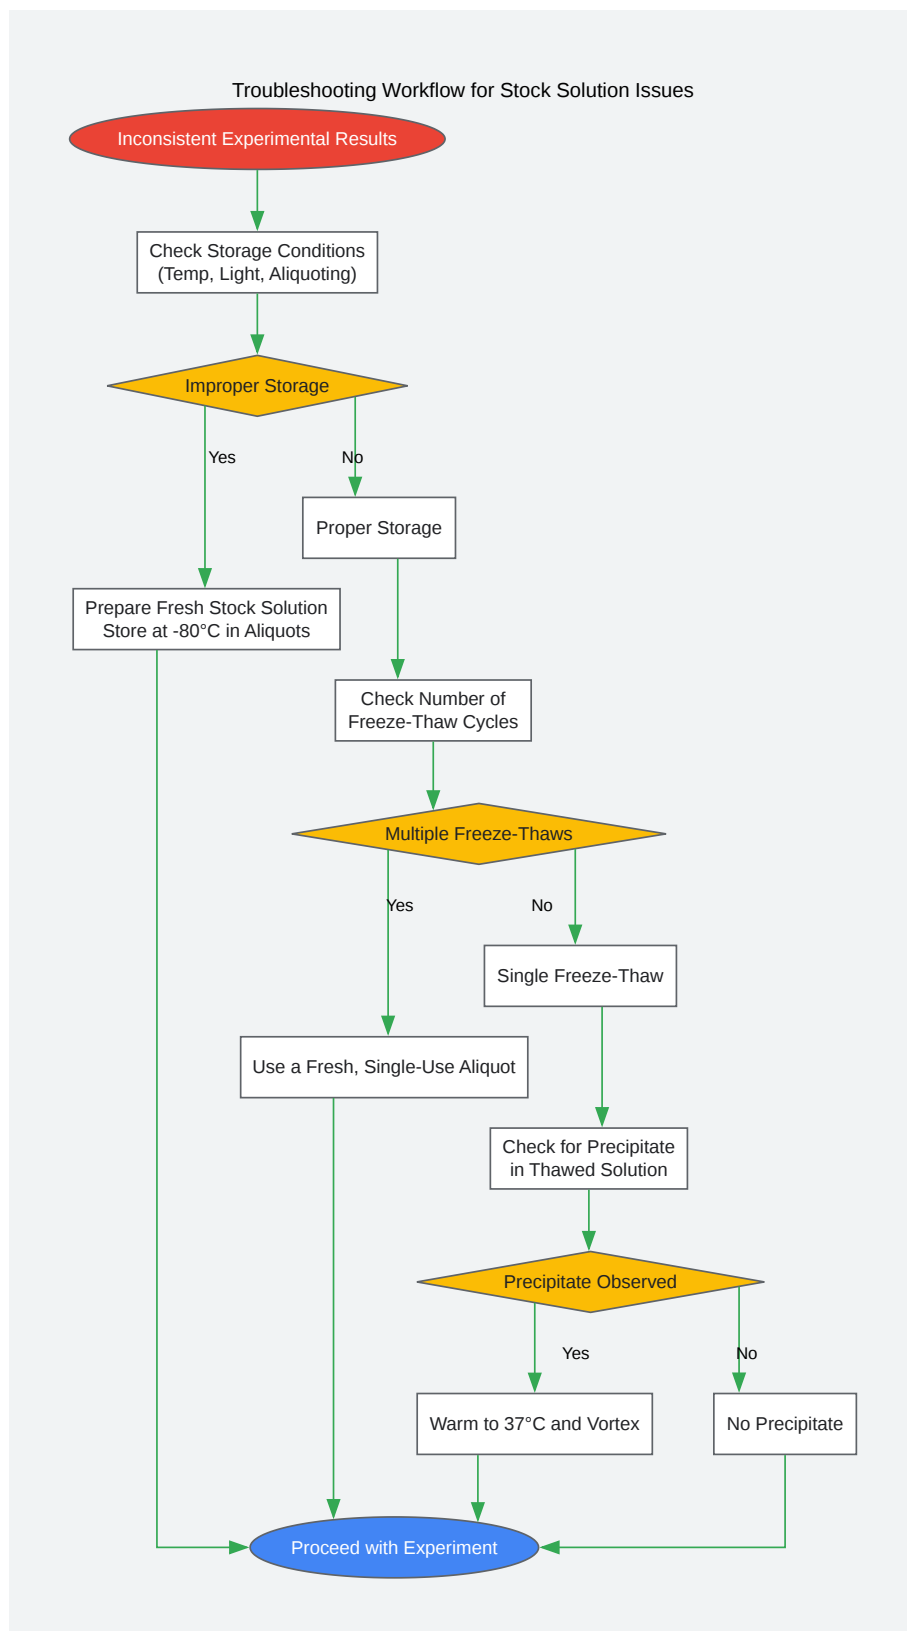 Troubleshooting Workflow for Stock Solution Issues
Inconsistent Experimental Results
Check Storage Conditions
(Temp, Light, Aliquoting)
Improper Storage
Yes
No
Proper Storage
Prepare Fresh Stock Solution
Store at -80°C in Aliquots
Check Number of
Freeze-Thaw Cycles
Multiple Freeze-Thaws
Yes
No
Single Freeze-Thaw
Use a Fresh, Single-Use Aliquot
Check for Precipitate
in Thawed Solution
Precipitate Observed
Yes
No
Warm to 37°C and Vortex
No Precipitate
Proceed with Experiment